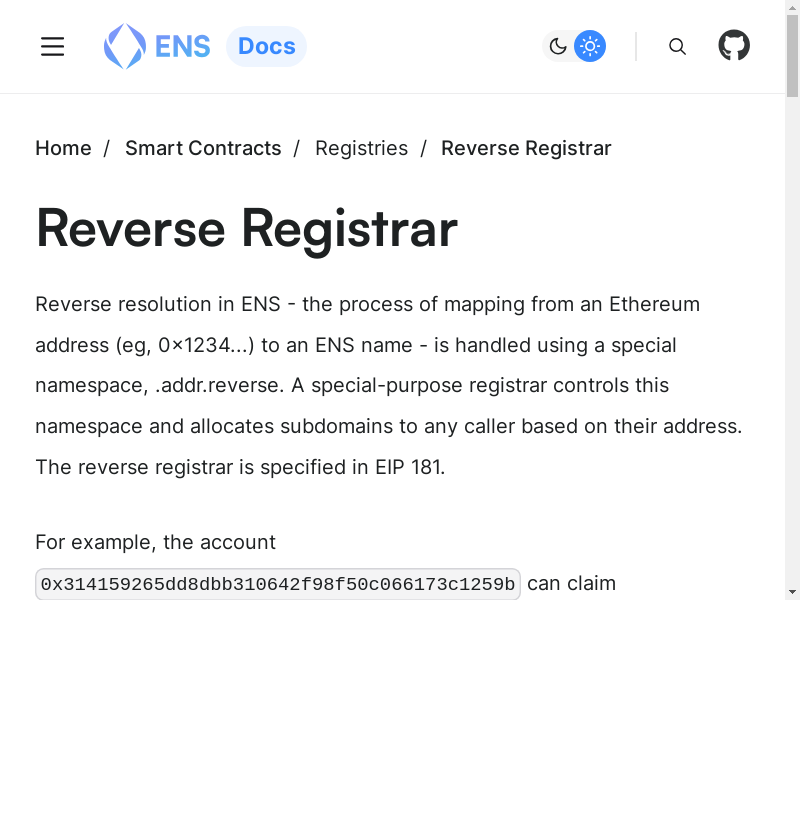 ENS Docs
Home / Smart Contracts / Registries / Reverse Registrar
Reverse Registrar
Reverse resolution in ENS - the process of mapping from an Ethereum
address (eg, 0x1234...) to an ENS name - is handled using a special
namespace, .addr.reverse. A special-purpose registrar controls this
namespace and allocates subdomains to any caller based on their address.
The reverse registrar is specified in EIP 181.
For example, the account
0x314159265dd8dbb310642f98f50c066173c1259b can claim